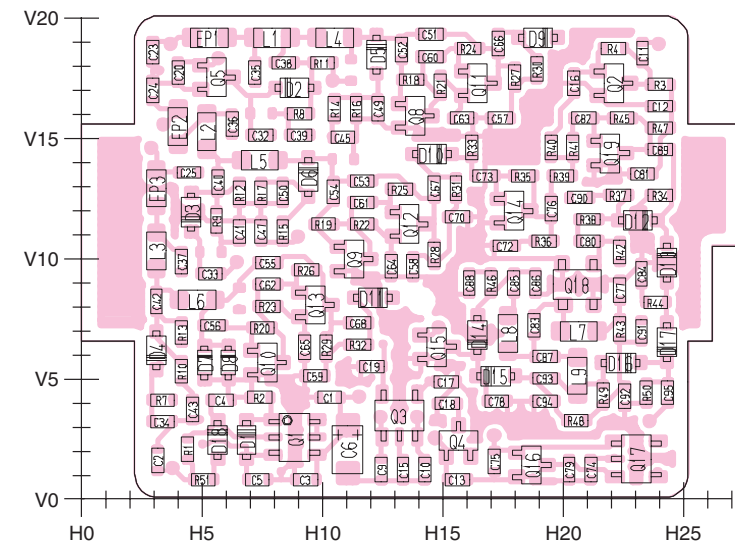 V20
EP1 L1 L4 C51 D9
C23 D5 C52 R24 C66 R4 C11
C20 Q5 C35 C38 R11 C60 R30
C24 D2 R18 R21 Q11 R27 C16 Q2 R3
R14 R16 C49 C12
EP2 L2 C36 R8 Q8 C63 C57 C82 R45
R47
V15 C32 C39 C45
L5 D10 R33 R40 R41 Q19 C89
EP3 C25 C40 D6 C53 C73 R35 R39 C81
R12 R17 C50 C54 R25 C67 R31 R37 R34
D3 C61 C90
R9 C41 C47 R15 R19 R22 Q12 C70 Q14 C76 R38 D12
V10 L3 C37 Q9 R28 C72 R36 C80 R42
C55 R26 C64 C58 C84
C33 C62 C88 R46 C85 C86 Q18 C77
C42 L6 R23 Q13 D11 R44
R13 C56 R20 C68 L8 C83 L7 R43 C91
D4 C65 R29 R32 Q15 D17
R10 Q10 C19 C87 D16
V5 C59 C17 D15 C93 L9
R7 C43 C4 R2 C1 C18 C78 C94 R49 C92 R50 C95
C34 Q3 R48
R1 D18 Q1 C6 Q4
C2 C9 C15 C10 C75 Q16 C79 C74 Q17
R51 C5 C3 C13
V0
H0 H5 H10 H15 H20 H25